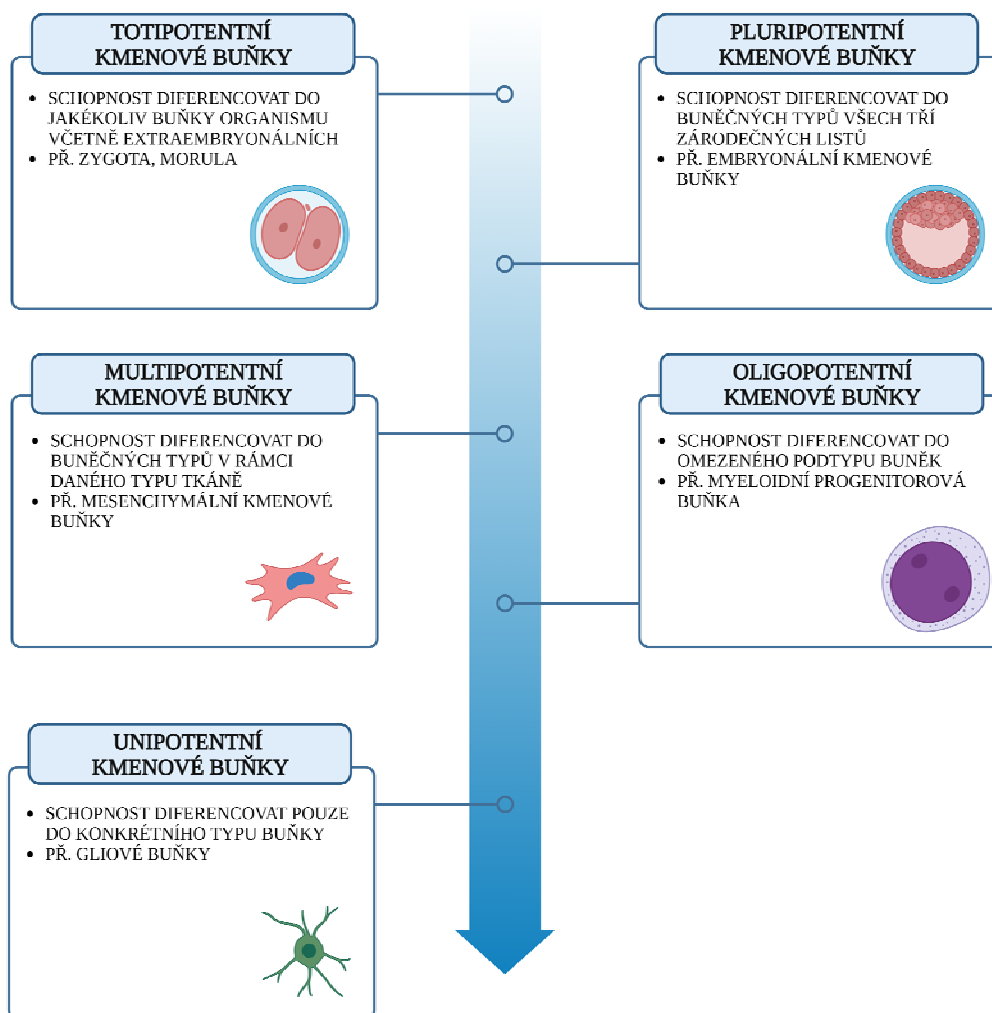 TOTIPOTENTNÍ
KMENOVÉ BUŇKY
• SCHOPNOST DIFERENCOVAT DO
JAKÉKOLIV BUŇKY ORGANISMU
VČETNĚ EXTRAEMBRYONÁLNÍCH
• PŘ. ZYGOTA, MORULA
PLURIPOTENTNÍ
KMENOVÉ BUŇKY
• SCHOPNOST DIFERENCOVAT DO
BUNĚČNÝCH TYPŮ VŠECH TŘÍ
ZÁRODEČNÝCH LISTŮ
• PŘ. EMBRYONÁLNÍ KMENOVÉ
BUŇKY
MULTIPOTENTNÍ
KMENOVÉ BUŇKY
• SCHOPNOST DIFERENCOVAT DO
BUNĚČNÝCH TYPŮ V RÁMCI
DANÉHO TYPU TKÁNĚ
• PŘ. MESENCHYMÁLNÍ KMENOVÉ
BUŇKY
OLIGOPOTENTNÍ
KMENOVÉ BUŇKY
• SCHOPNOST DIFERENCOVAT DO
OMEZENÉHO PODTYPU BUNĚK
• PŘ. MYELOIDNÍ PROGENITOROVÁ
BUŇKA
UNIPOTENTNÍ
KMENOVÉ BUŇKY
• SCHOPNOST DIFERENCOVAT POUZE
DO KONKRÉTNÍHO TYPU BUŇKY
• PŘ. GLIOVÉ BUŇKY